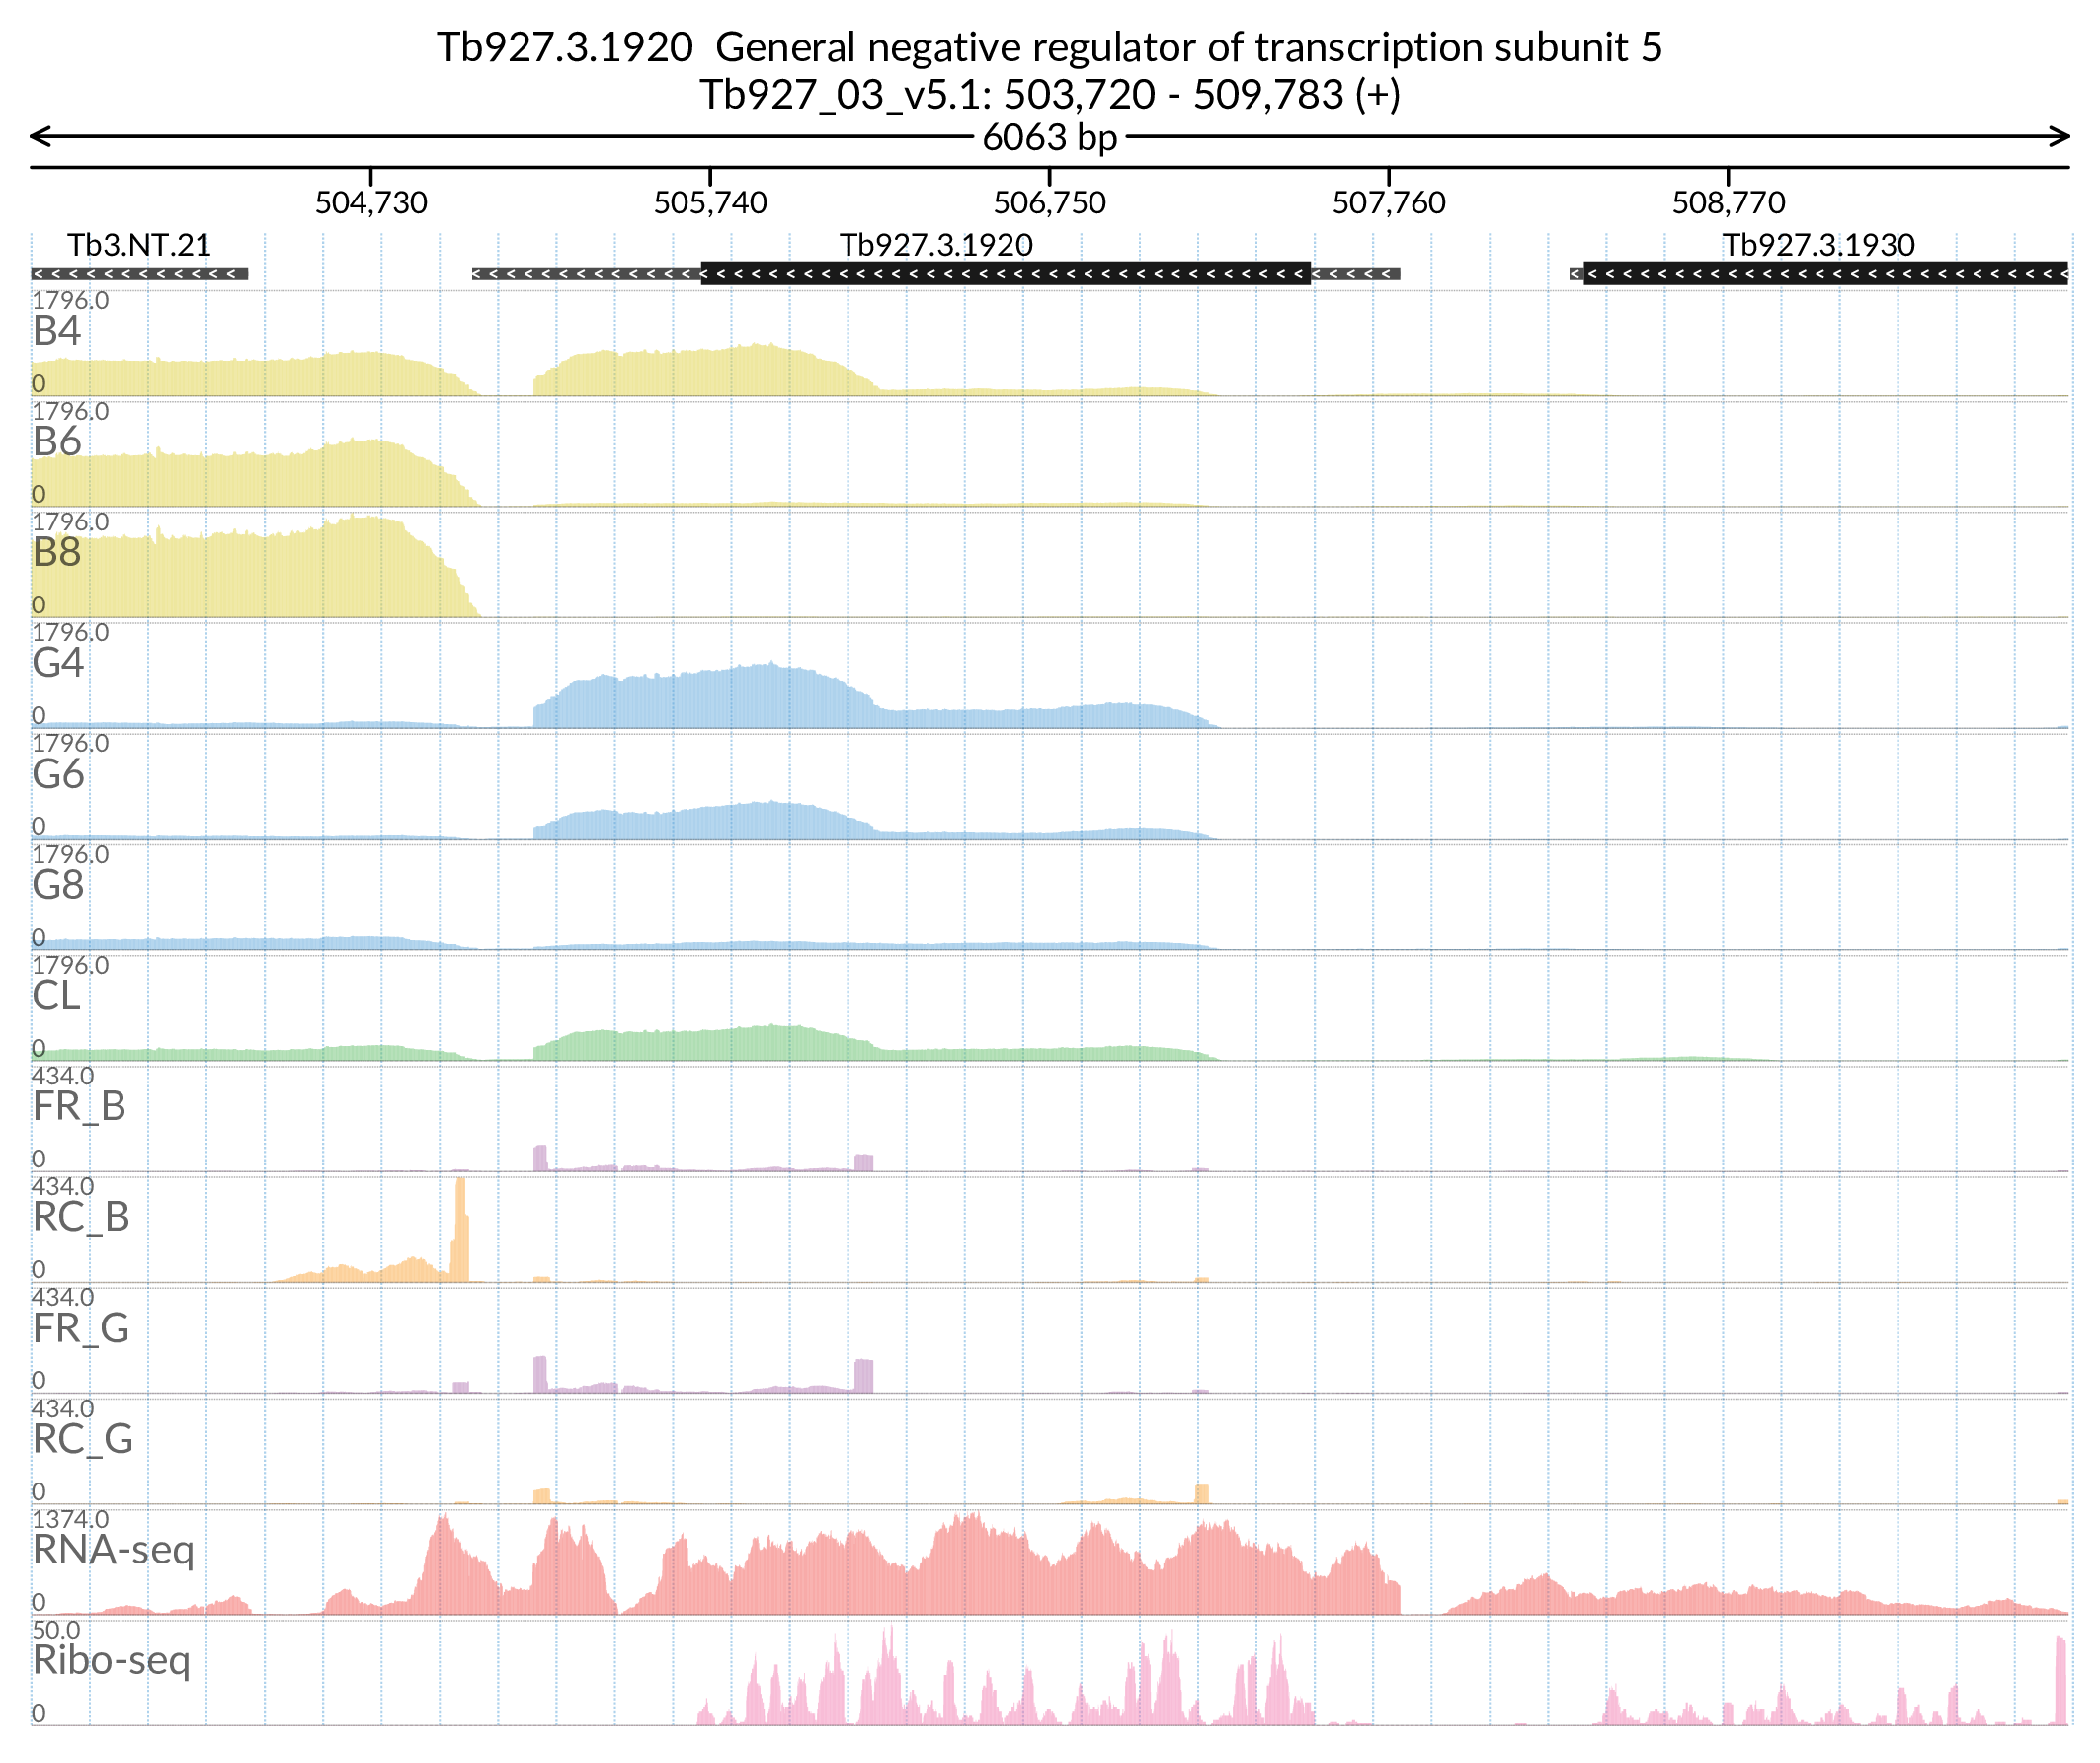 Tb927.3.1920 General negative regulator of transcription subunit 5
Tb927_03_v5.1: 503,720 - 509,783 (+)
6063 bp
504,730 505,740 506,750 507,760 508,770
Tb3.NT.21 Tb927.3.1920 Tb927.3.1930
1796.0
B4
0
1796.0
B6
0
1796.0
B8
0
1796.0
G4
0
1796.0
G6
0
1796.0
G8
0
1796.0
CL
0
434.0
FR_B
0
434.0
RC_B
0
434.0
FR_G
0
434.0
RC_G
0
1374.0
RNA-seq
0
50.0
Ribo-seq
0